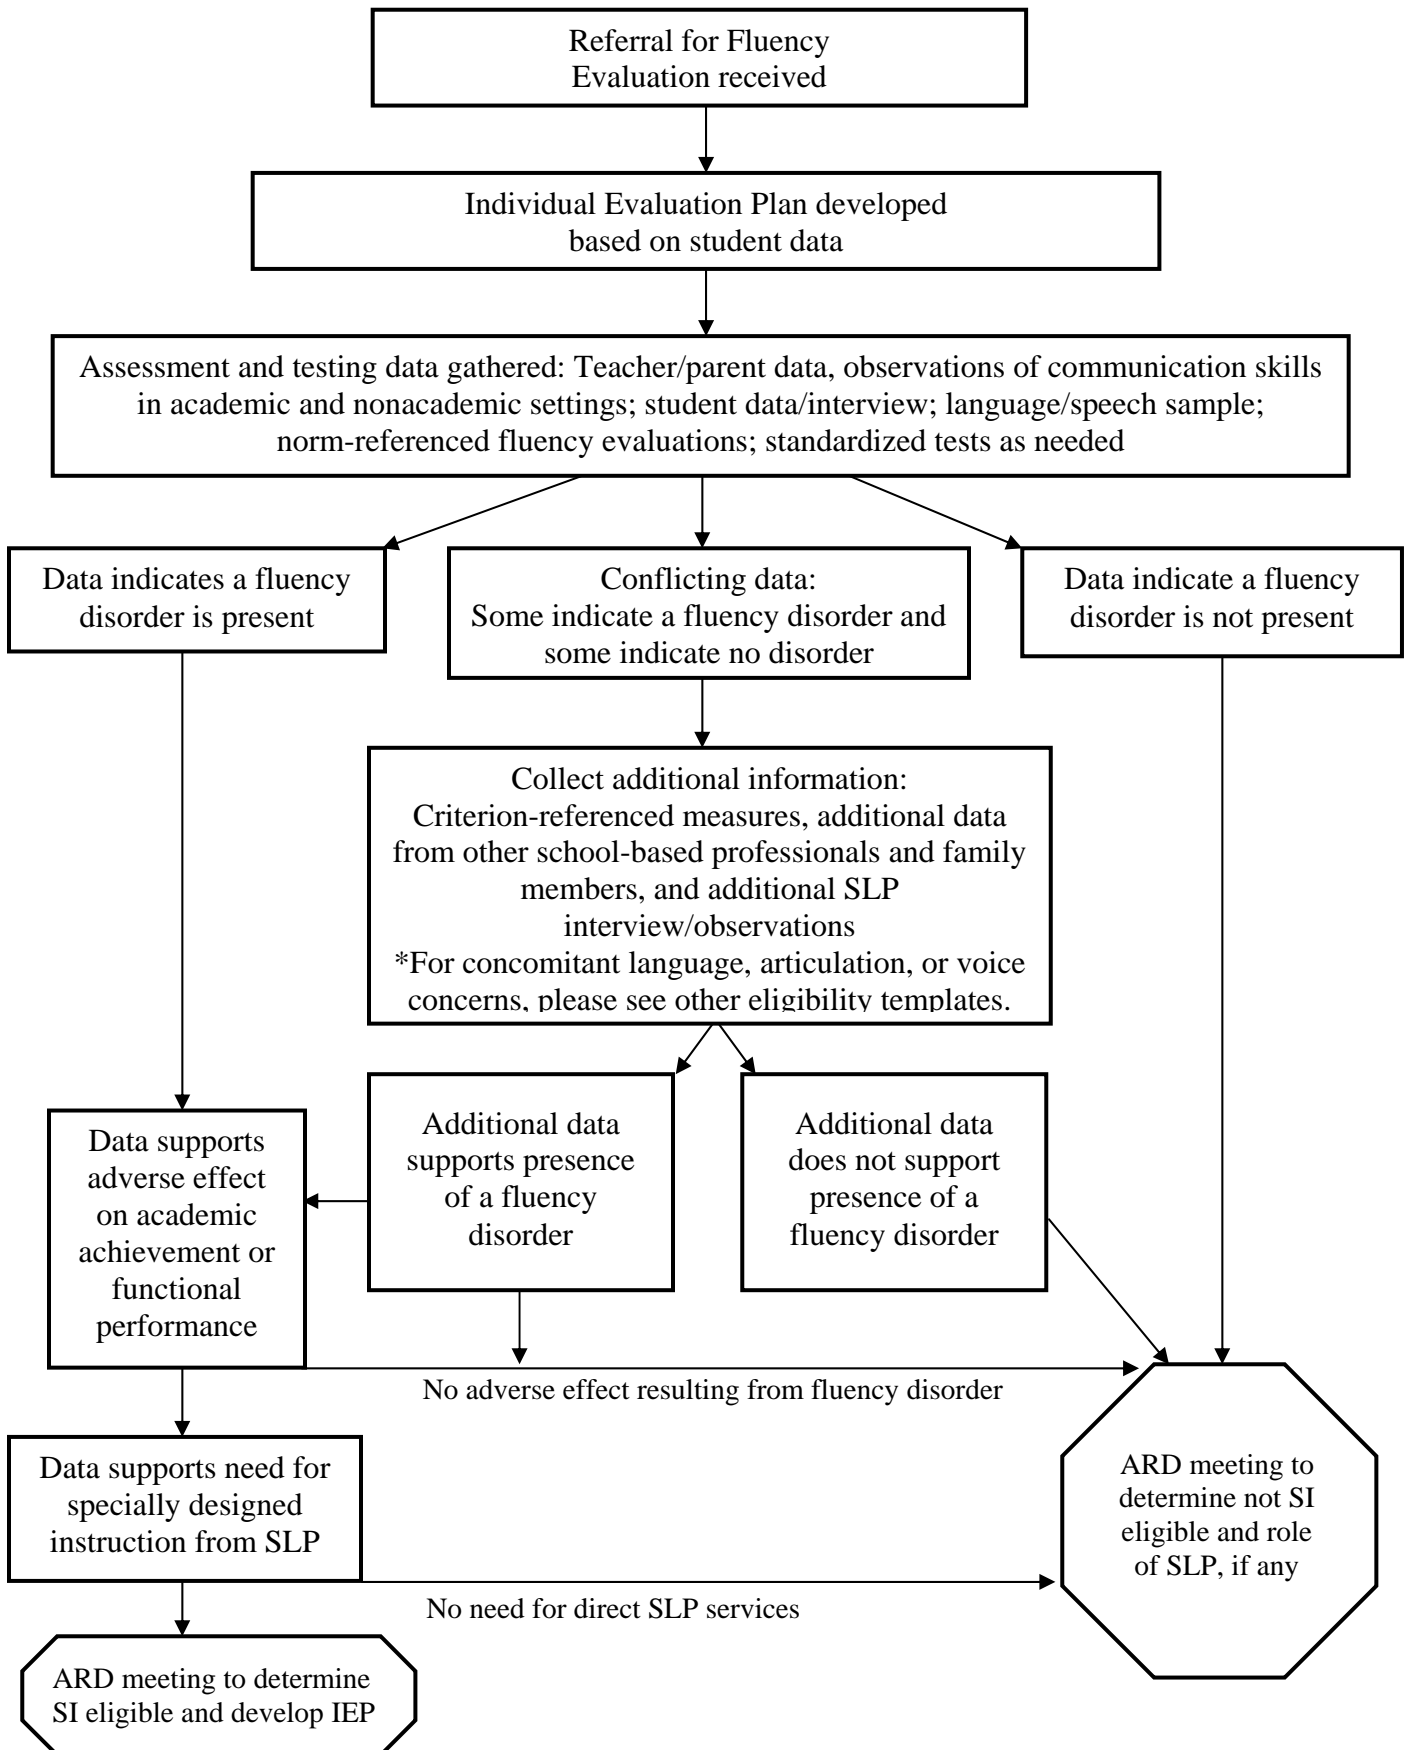 Referral for Fluency
Evaluation received
Individual Evaluation Plan developed
based on student data
Assessment and testing data gathered: Teacher/parent data, observations of communication skills
in academic and nonacademic settings; student data/interview; language/speech sample;
norm-referenced fluency evaluations; standardized tests as needed
Data indicates a fluency
disorder is present
Conflicting data:
Some indicate a fluency disorder and
some indicate no disorder
Data indicate a fluency
disorder is not present
Collect additional information:
Criterion-referenced measures, additional data
from other school-based professionals and family
members, and additional SLP
interview/observations
*For concomitant language, articulation, or voice
concerns, please see other eligibility templates.
Data supports
adverse effect
on academic
achievement or
functional
performance
Additional data
supports presence
of a fluency
disorder
Additional data
does not support
presence of a
fluency disorder
No adverse effect resulting from fluency disorder
Data supports need for
specially designed
instruction from SLP
ARD meeting to
determine not SI
eligible and role
of SLP, if any
No need for direct SLP services
ARD meeting to determine
SI eligible and develop IEP